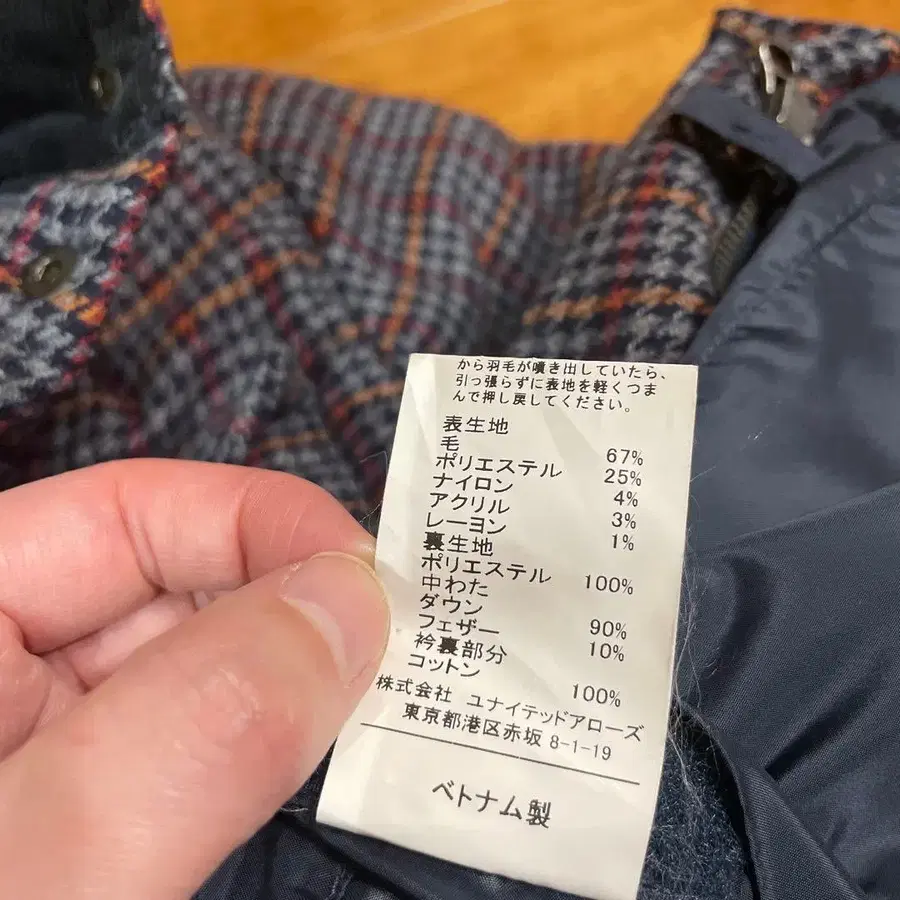 から羽毛が噴き出していたら、
引っ張らずに表地を軽くつま
んで押し戻してください。
表生地
毛 67%
ポリエステル 25%
ナイロン 4%
アクリル 3%
レーヨン 1%
裏生地
ポリエステル 100%
中わた
ダウン 90%
フェザー 10%
衿裏部分
コットン 100%
株式会社 ユナイテッドアローズ
東京都港区赤坂 8-1-19
ベトナム製